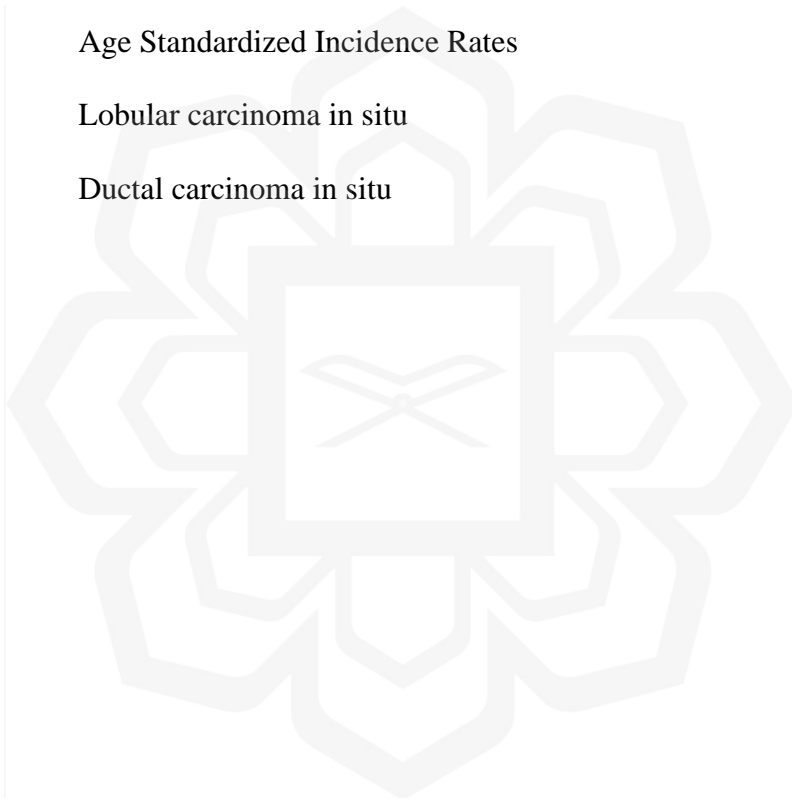 Age Standardized Incidence Rates
Lobular carcinoma in situ
Ductal carcinoma in situ